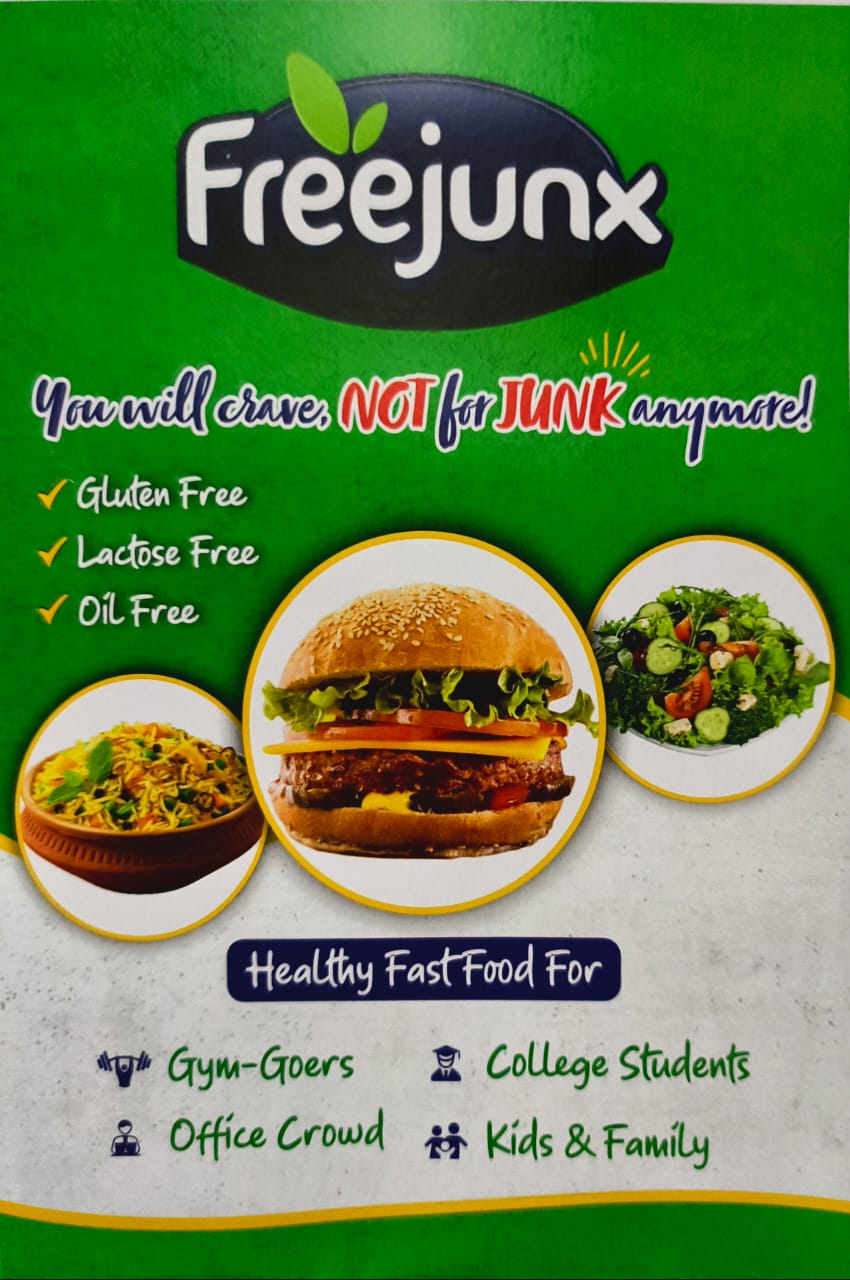 Freejunx
You will crave, NOT for JUNK anymore!
Gluten Free
Lactose Free
Oil Free
Healthy Fast Food For
Gym-Goers
College Students
Office Crowd
Kids & Family